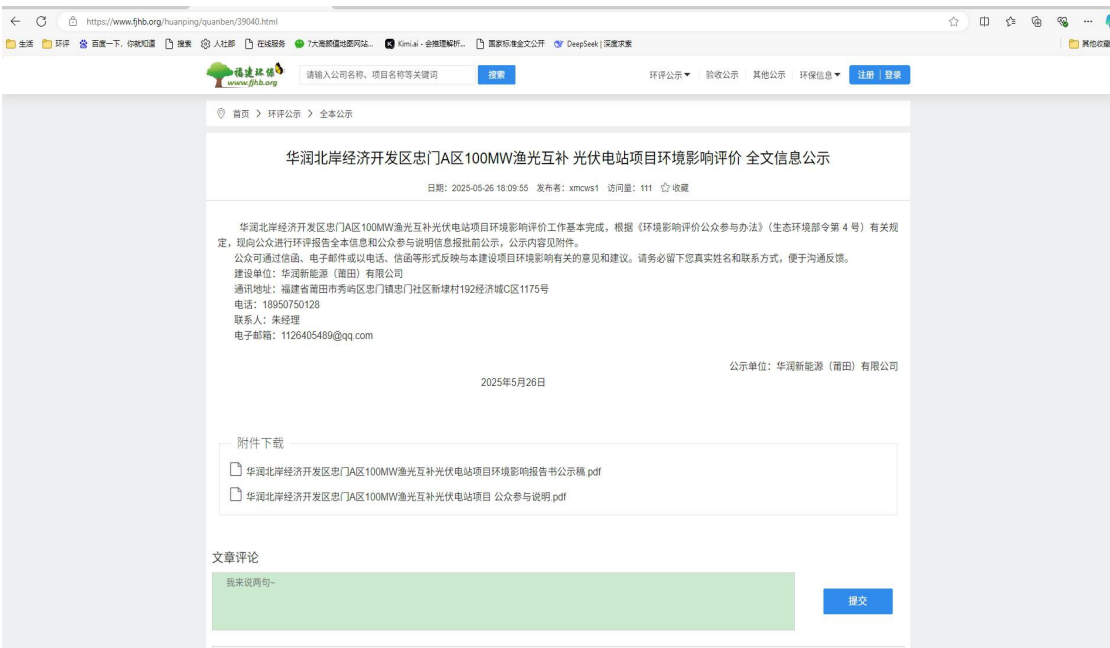 https://www.fjhb.org/huanping/quanben/39040.html
生活 环评 百度一下，你就知道 搜索 人社部 在线服务 7大高颜值地图网站... Kimi.ai - 会推理解析... 国家标准全文公开 DeepSeek | 深度求索 其他收藏
福建环保 www.fjhb.org 请输入公司名称、项目名称等关键词 搜索 环评公示 验收公示 其他公示 环保信息 注册 | 登录
首页 > 环评公示 > 全本公示
华润北岸经济开发区忠门A区100MW渔光互补 光伏电站项目环境影响评价 全文信息公示
日期：2025-05-26 18:09:55 发布者：xmcws1 访问量：111 收藏
华润北岸经济开发区忠门A区100MW渔光互补光伏电站项目环境影响评价工作基本完成，根据《环境影响评价公众参与办法》（生态环境部令第 4 号）有关规
定，现向公众进行环评报告全本信息和公众参与说明信息报批前公示，公示内容见附件。
公众可通过信函、电子邮件或以电话、信函等形式反映与本建设项目环境影响有关的意见和建议。请务必留下您真实姓名和联系方式，便于沟通反馈。
建设单位：华润新能源（莆田）有限公司
通讯地址：福建省莆田市秀屿区忠门镇忠门社区新埭村192经济城C区1175号
电话：18950750128
联系人：朱经理
电子邮箱：1126405489@qq.com
公示单位：华润新能源（莆田）有限公司
2025年5月26日
附件下载
华润北岸经济开发区忠门A区100MW渔光互补光伏电站项目环境影响报告书公示稿.pdf
华润北岸经济开发区忠门A区100MW渔光互补光伏电站项目 公众参与说明.pdf
文章评论
我来说两句~
提交